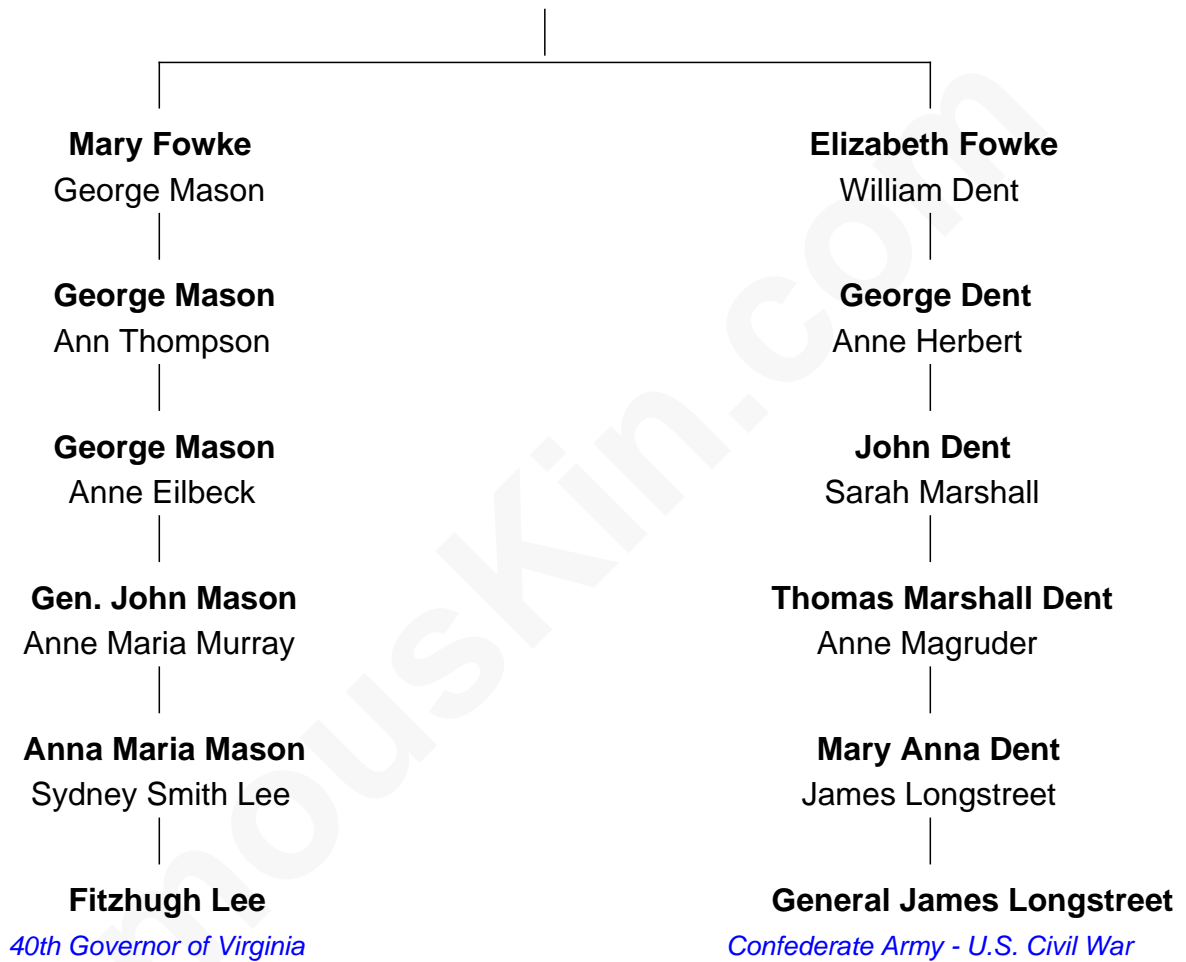 Mary Fowke
George Mason
George Mason
Ann Thompson
George Mason
Anne Eilbeck
Gen. John Mason
Anne Maria Murray
Anna Maria Mason
Sydney Smith Lee
Fitzhugh Lee
40th Governor of Virginia
Elizabeth Fowke
William Dent
George Dent
Anne Herbert
John Dent
Sarah Marshall
Thomas Marshall Dent
Anne Magruder
Mary Anna Dent
James Longstreet
General James Longstreet
Confederate Army - U.S. Civil War
mousKin.com